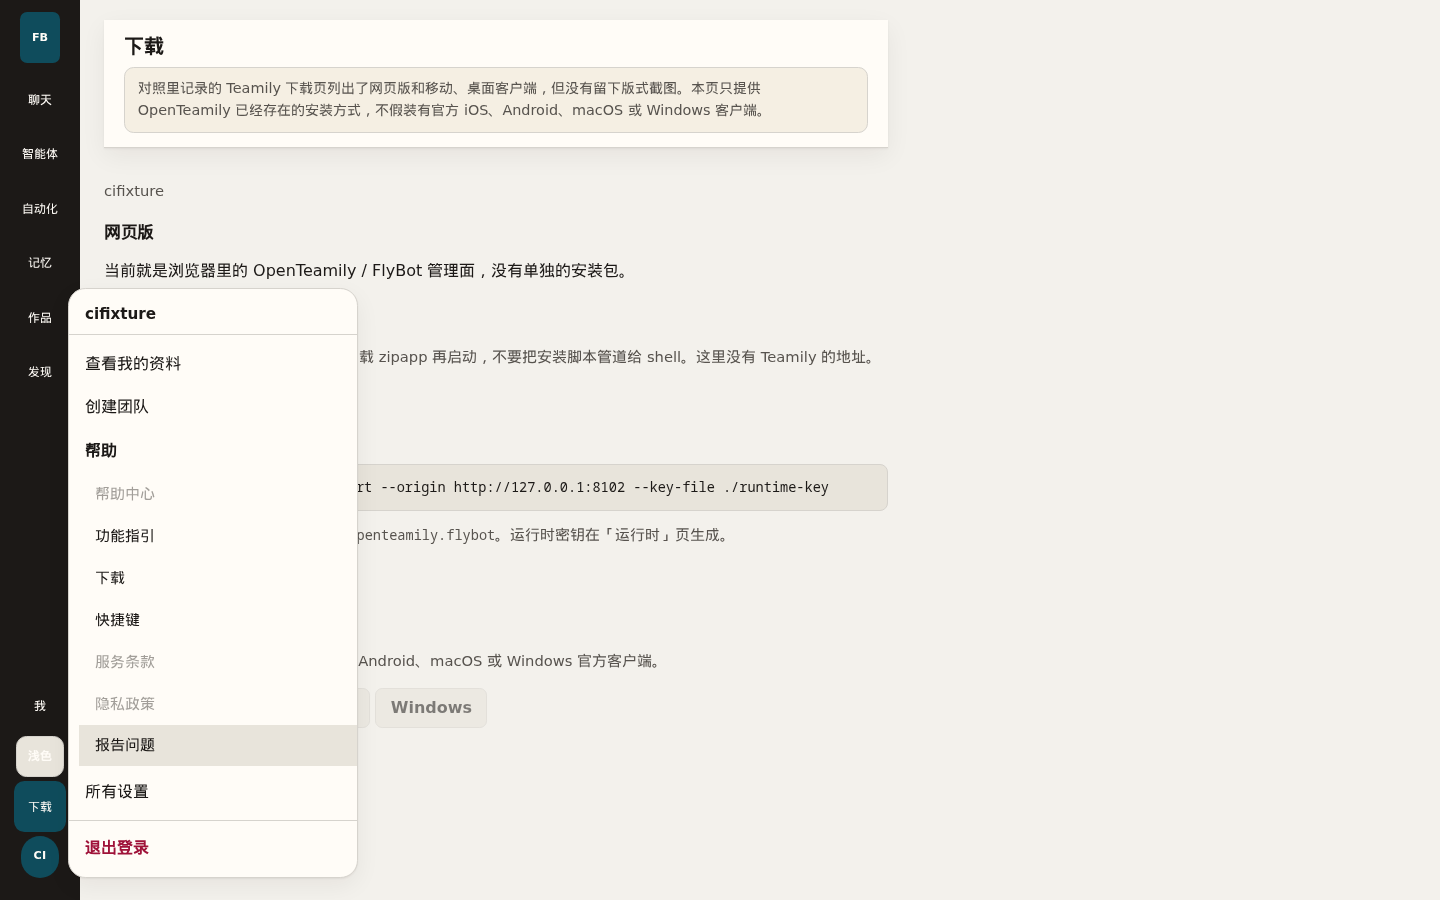 FB
聊天
智能体
自动化
记忆
作品
发现
我
浅色
下载
CI
下载
对照里记录的 Teamily 下载页列出了网页版和移动、桌面客户端，但没有留下版式截图。本页只提供
OpenTeamily 已经存在的安装方式，不假装有官方 iOS、Android、macOS 或 Windows 客户端。
cifixture
网页版
当前就是浏览器里的 OpenTeamily / FlyBot 管理面，没有单独的安装包。
载 zipapp 再启动，不要把安装脚本管道给 shell。这里没有 Teamily 的地址。
rt --origin http://127.0.0.1:8102 --key-file ./runtime-key
penteamily.flybot。运行时密钥在「运行时」页生成。
Android、macOS 或 Windows 官方客户端。
Windows
cifixture
查看我的资料
创建团队
帮助
帮助中心
功能指引
下载
快捷键
服务条款
隐私政策
报告问题
所有设置
退出登录